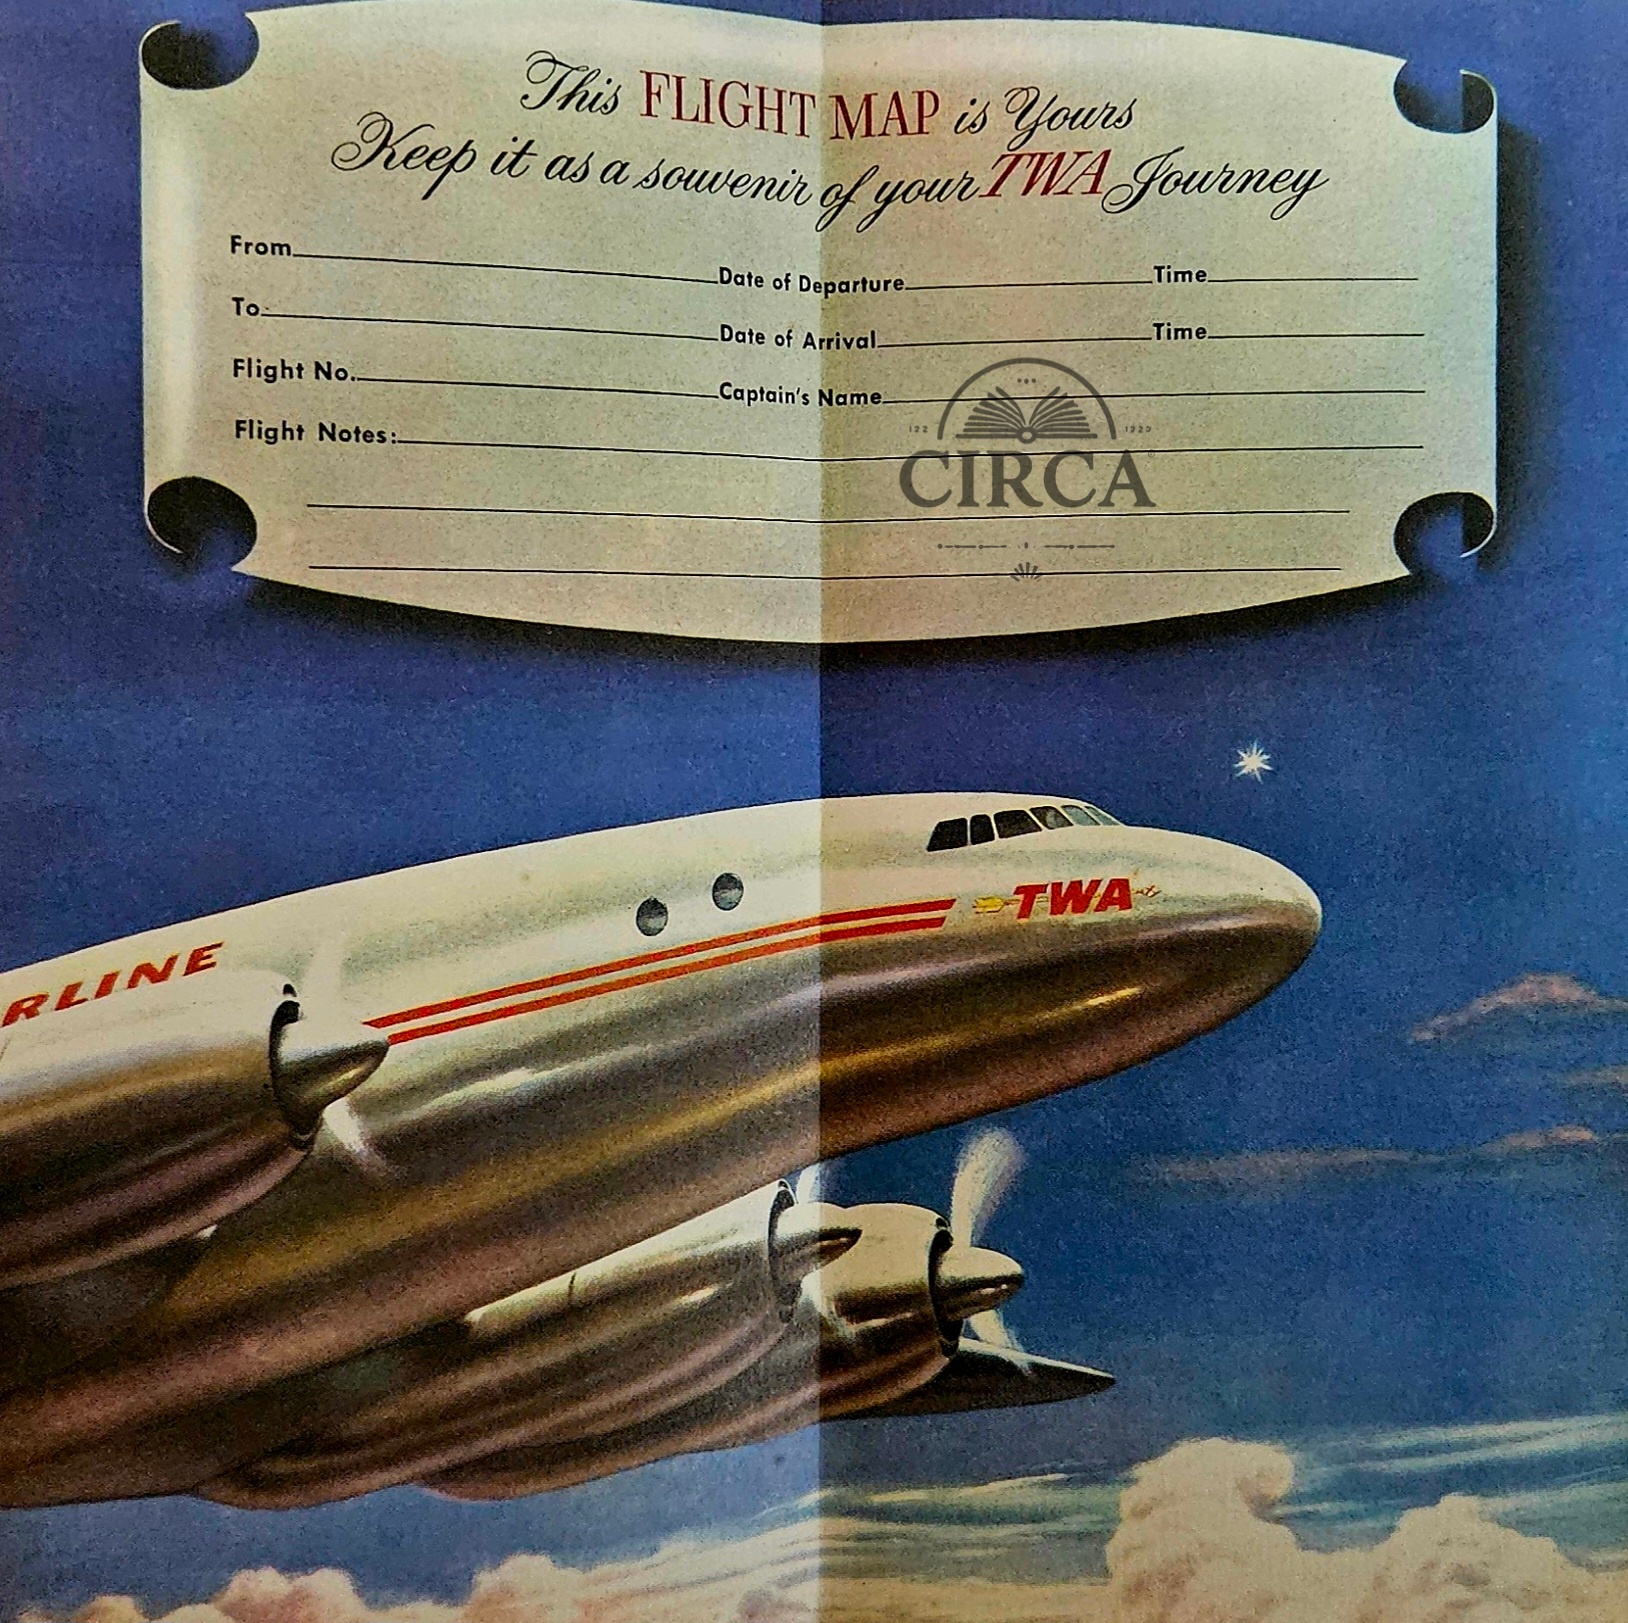 This FLIGHT MAP is Yours
Keep it as a souvenir of your TWA Journey
From Date of Departure Time
To Date of Arrival Time
Flight No. Captain's Name
Flight Notes:
CIRCA
TWA
RLINE